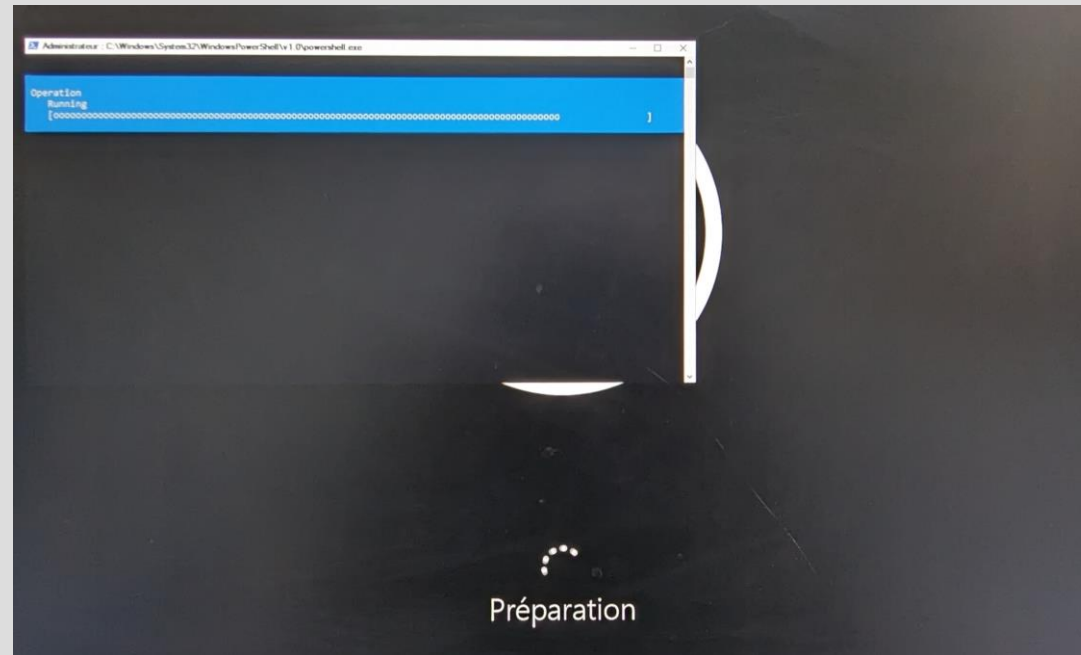 Administrateur : C:\Windows\System32\WindowsPowerShell\v1.0\powershell.exe
Operation
Running
[oooooooooooooooooooooooooooooooooooooooooooooooooooooooooooooooooooooooooooooooooooooooooooo ]
Préparation